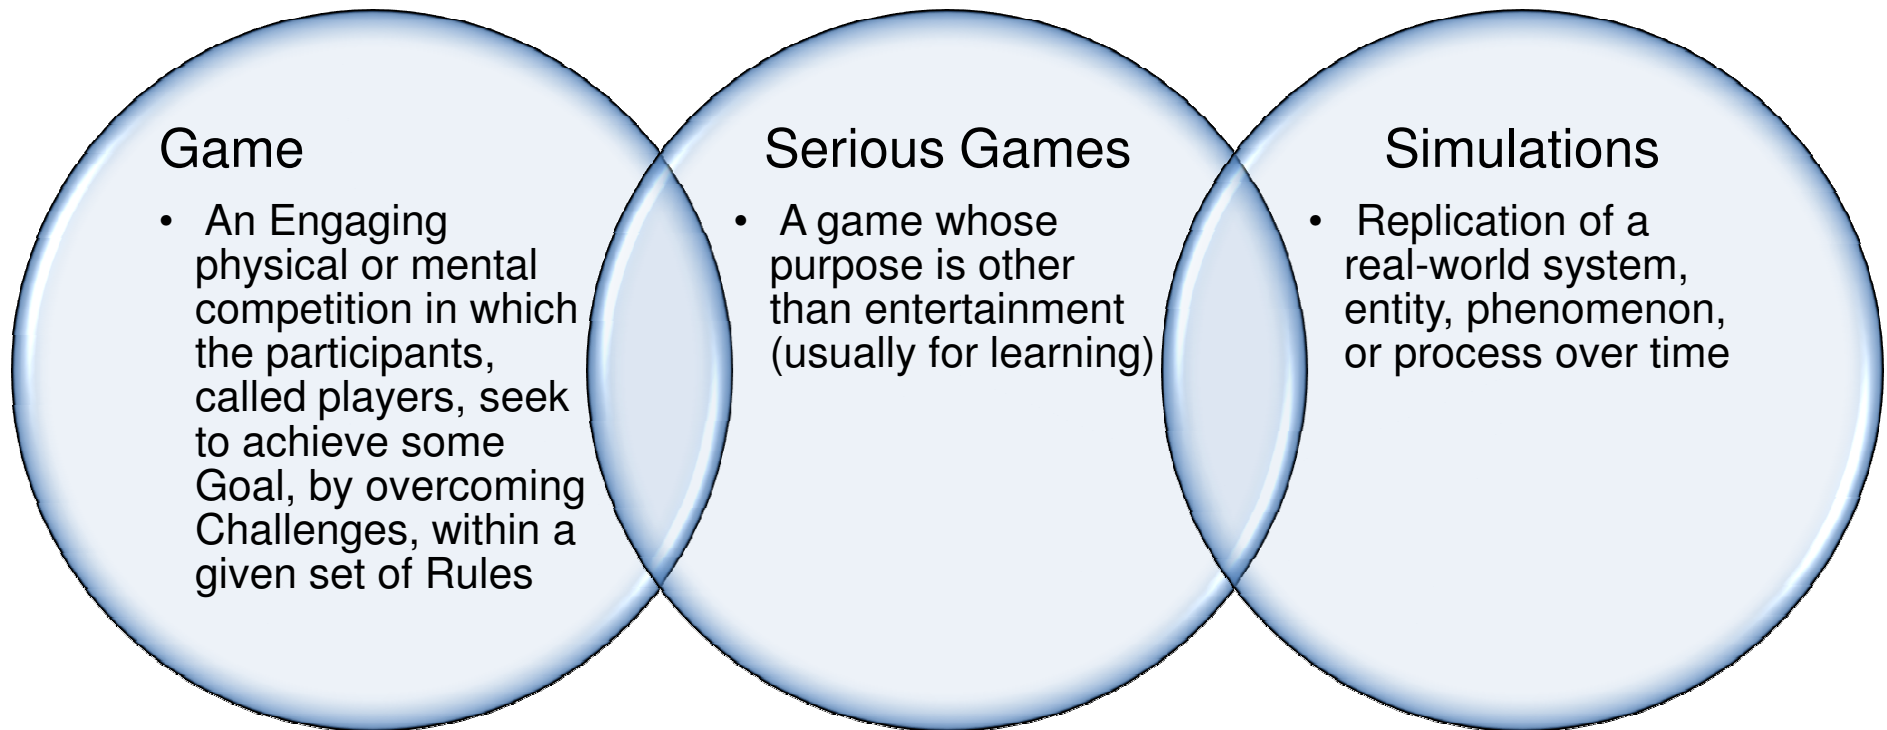 Game
• An Engaging
physical or mental
competition in which
the participants,
called players, seek
to achieve some
Goal, by overcoming
Challenges, within a
given set of Rules
Serious Games
• A game whose
purpose is other
than entertainment
(usually for learning)
Simulations
• Replication of a
real-world system,
entity, phenomenon,
or process over time